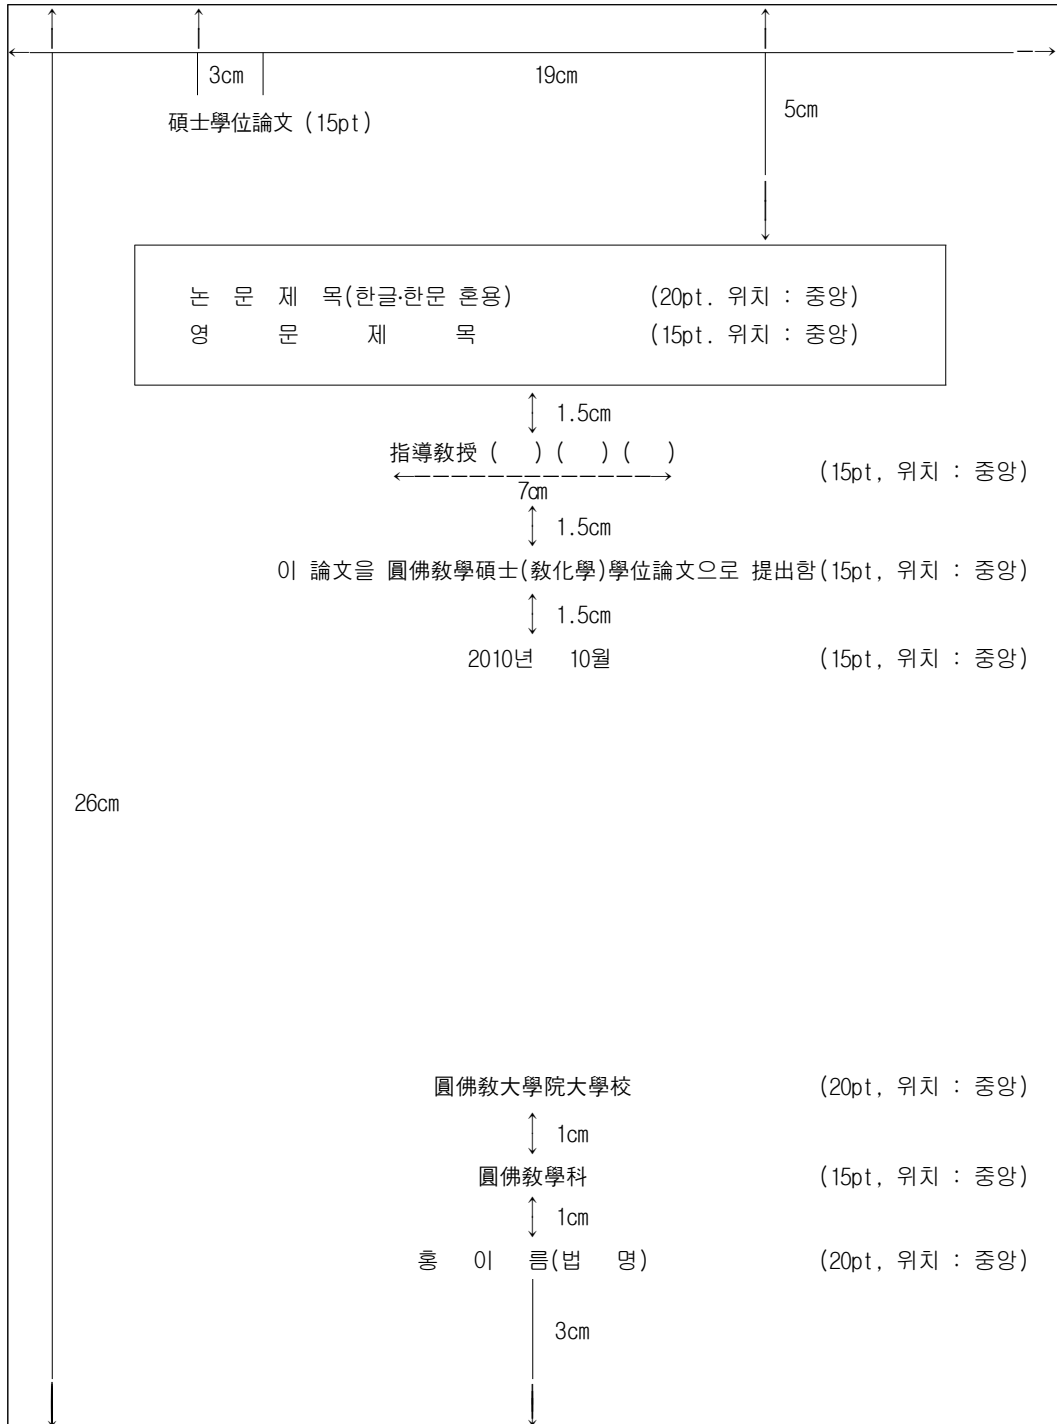 3cm 19cm
5cm
碩士學位論文 (15pt)
논 문 제 목(한글·한문 혼용) (20pt. 위치 : 중앙)
영 문 제 목 (15pt. 위치 : 중앙)
1.5cm
指導敎授 ( ) ( ) ( ) (15pt, 위치 : 중앙)
7cm
1.5cm
이 論文을 圓佛敎學碩士(敎化學)學位論文으로 提出함(15pt, 위치 : 중앙)
1.5cm
2010년 10월 (15pt, 위치 : 중앙)
26cm
圓佛敎大學院大學校 (20pt, 위치 : 중앙)
1cm
圓佛敎學科 (15pt, 위치 : 중앙)
1cm
홍 이 름(법 명) (20pt, 위치 : 중앙)
3cm